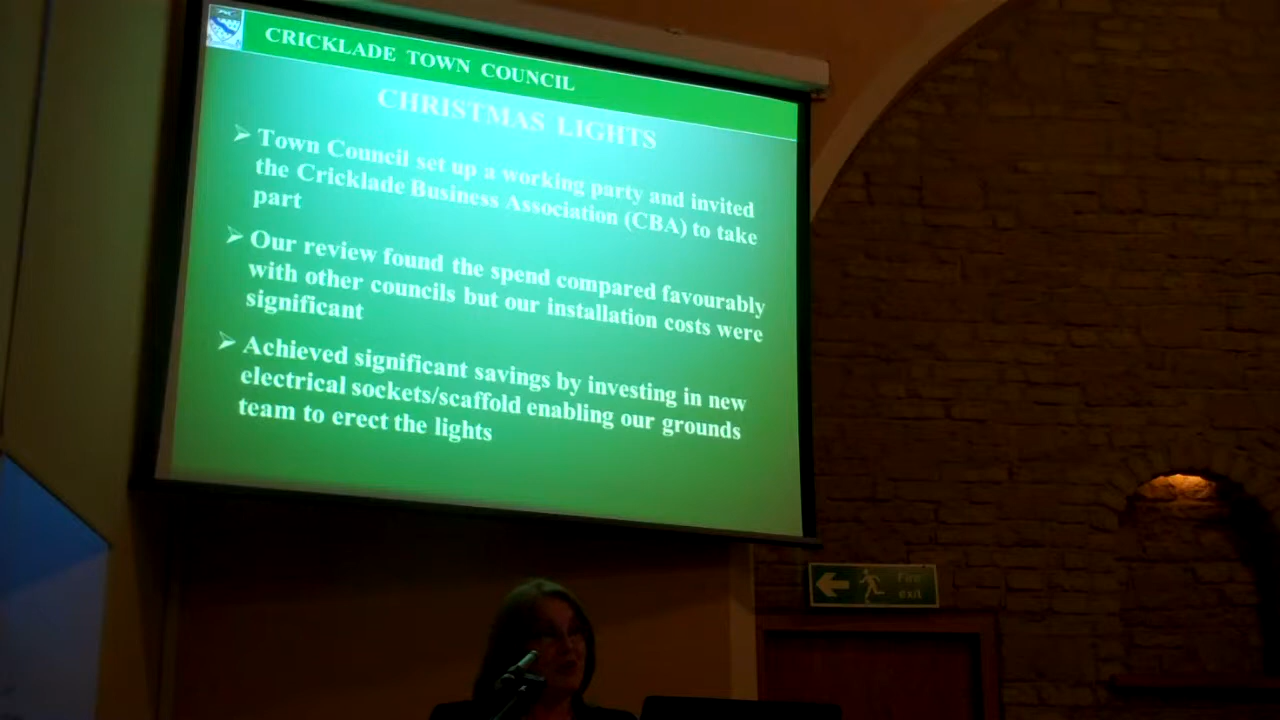 CRICKLADE TOWN COUNCIL
CHRISTMAS LIGHTS
➢ Town Council set up a working party and invited
the Cricklade Business Association (CBA) to take
part
➢ Our review found the spend compared favourably
with other councils but our installation costs were
significant
➢ Achieved significant savings by investing in new
electrical sockets/scaffold enabling our grounds
team to erect the lights
Fire
exit